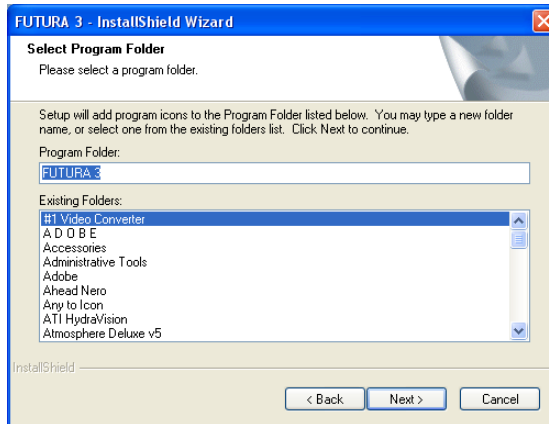 FUTURA 3 - InstallShield Wizard
Select Program Folder
Please select a program folder.
Setup will add program icons to the Program Folder listed below.  You may type a new folder
name, or select one from the existing folders list.  Click Next to continue.
Program Folder:
FUTURA 3
Existing Folders:
#1 Video Converter
A D O B E
Accessories
Administrative Tools
Adobe
Ahead Nero
Any to Icon
ATI HydraVision
Atmosphere Deluxe v5
InstallShield
< Back Next > Cancel